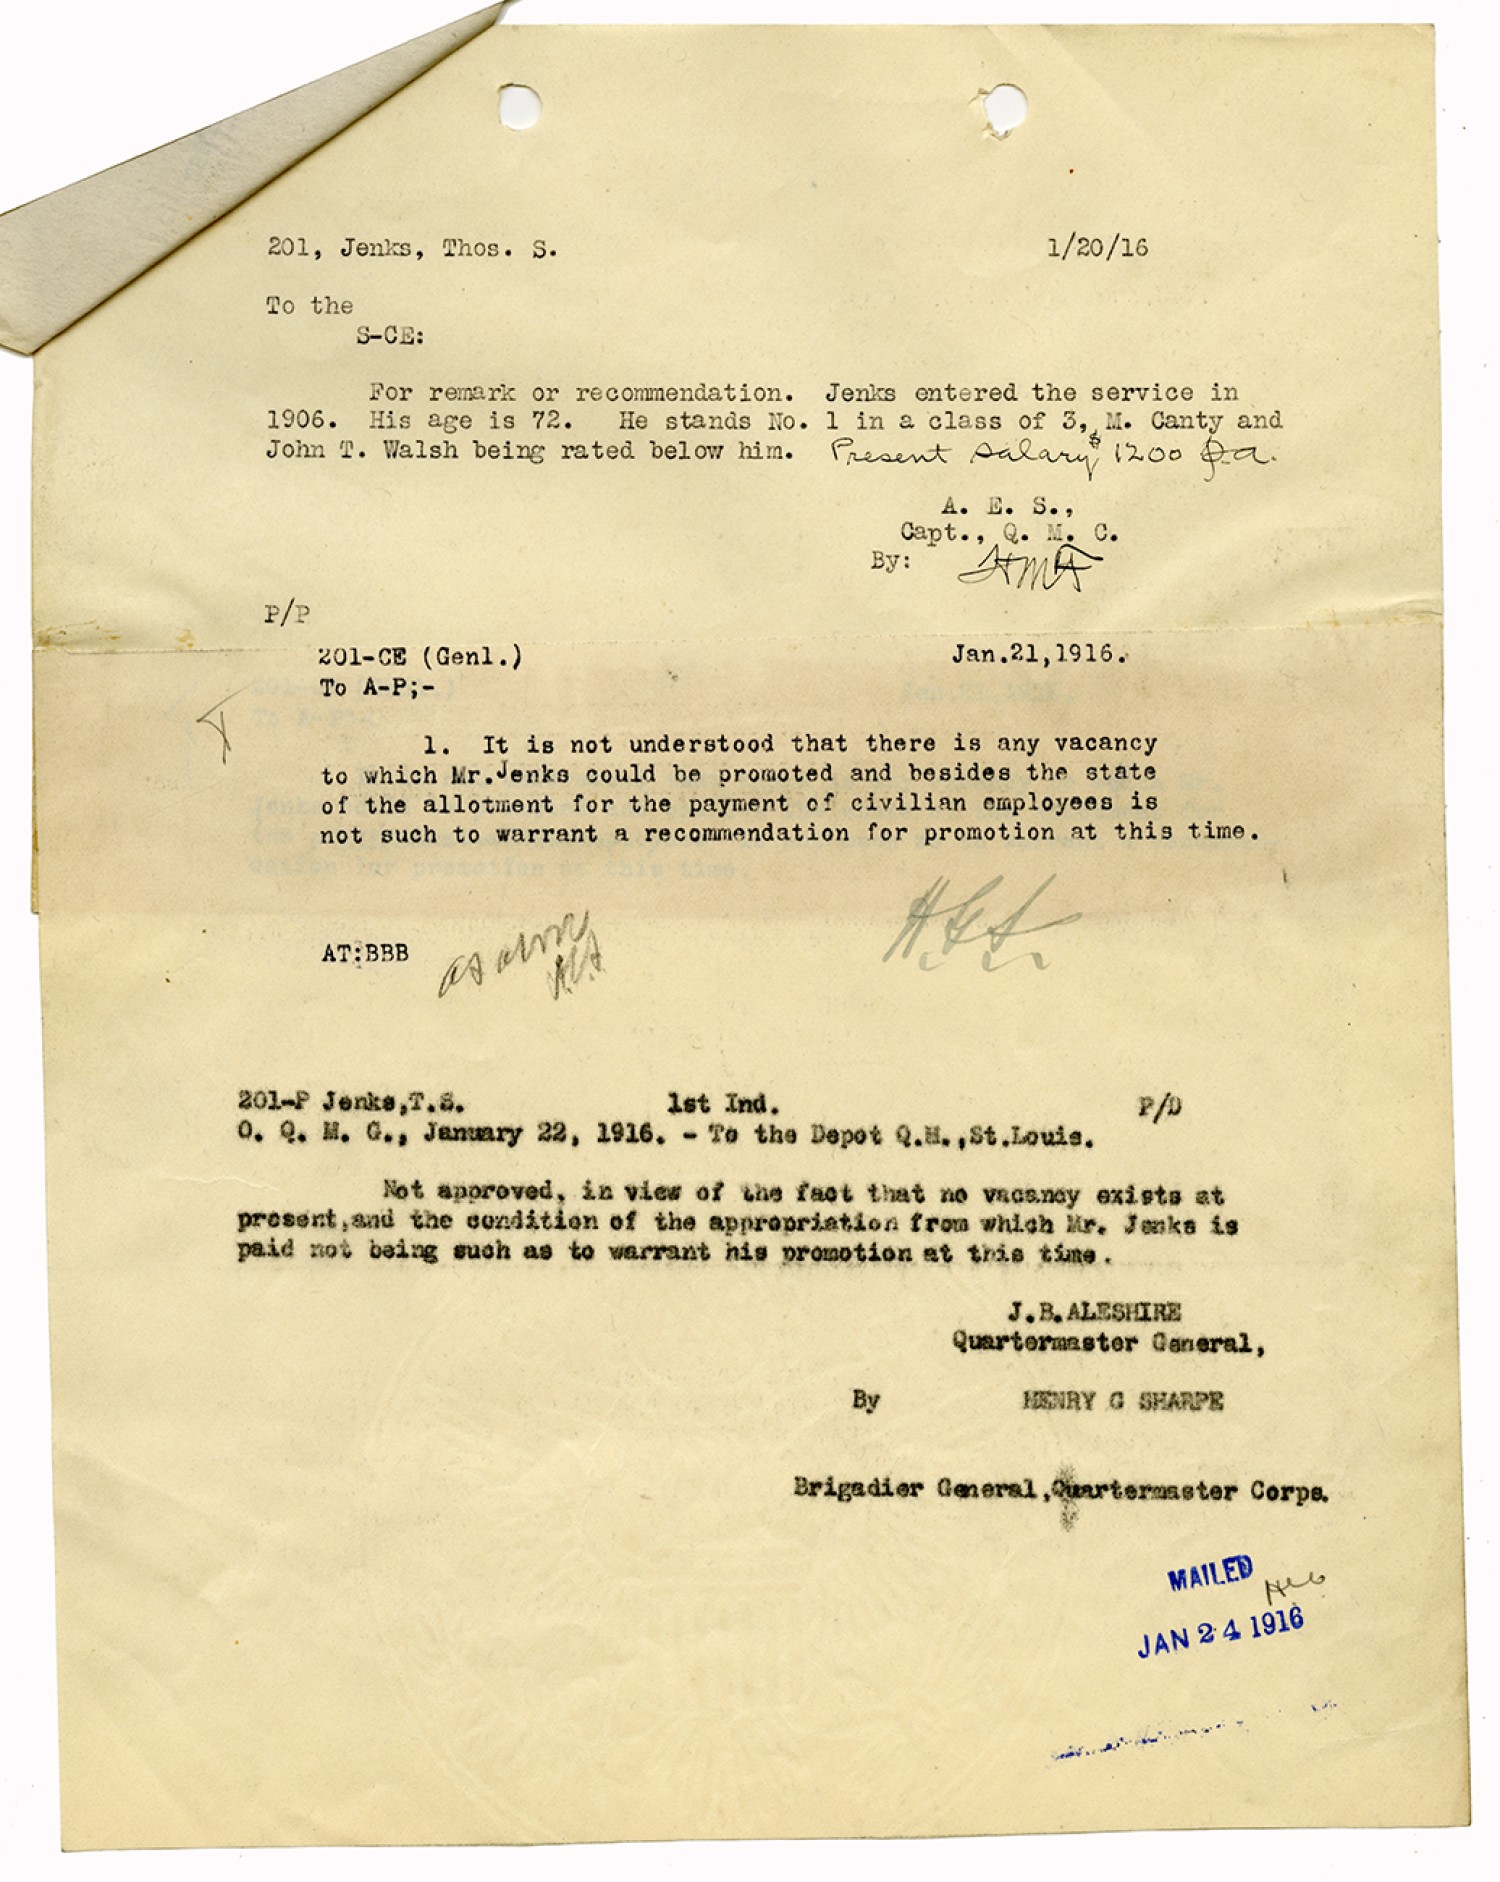 201, Jenks, Thos. S. 1/20/16
To the
S-CE:
For remark or recommendation. Jenks entered the service in
1906. His age is 72. He stands No. 1 in a class of 3, M. Canty and
John T. Walsh being rated below him. Present salary $1200 p.a.
A. E. S.,
Capt., Q. M. C.
By:
P/P
201-CE (Genl.) Jan.21,1916.
To A-P;-
1. It is not understood that there is any vacancy
to which Mr.Jenks could be promoted and besides the state
of the allotment for the payment of civilian employees is
not such to warrant a recommendation for promotion at this time.
AT:BBB
201-P Jenks,T.S. 1st Ind. P/D
O. Q. M. G., January 22, 1916. - To the Depot Q.M.,St.Louis.
Not approved, in view of the fact that no vacancy exists at
present,and the condition of the appropriation from which Mr. Jenks is
paid not being such as to warrant his promotion at this time.
J.B.ALESHIRE
Quartermaster General,
By HENRY G SHARPE
Brigadier General,Quartermaster Corps.
MAILED
JAN 24 1916